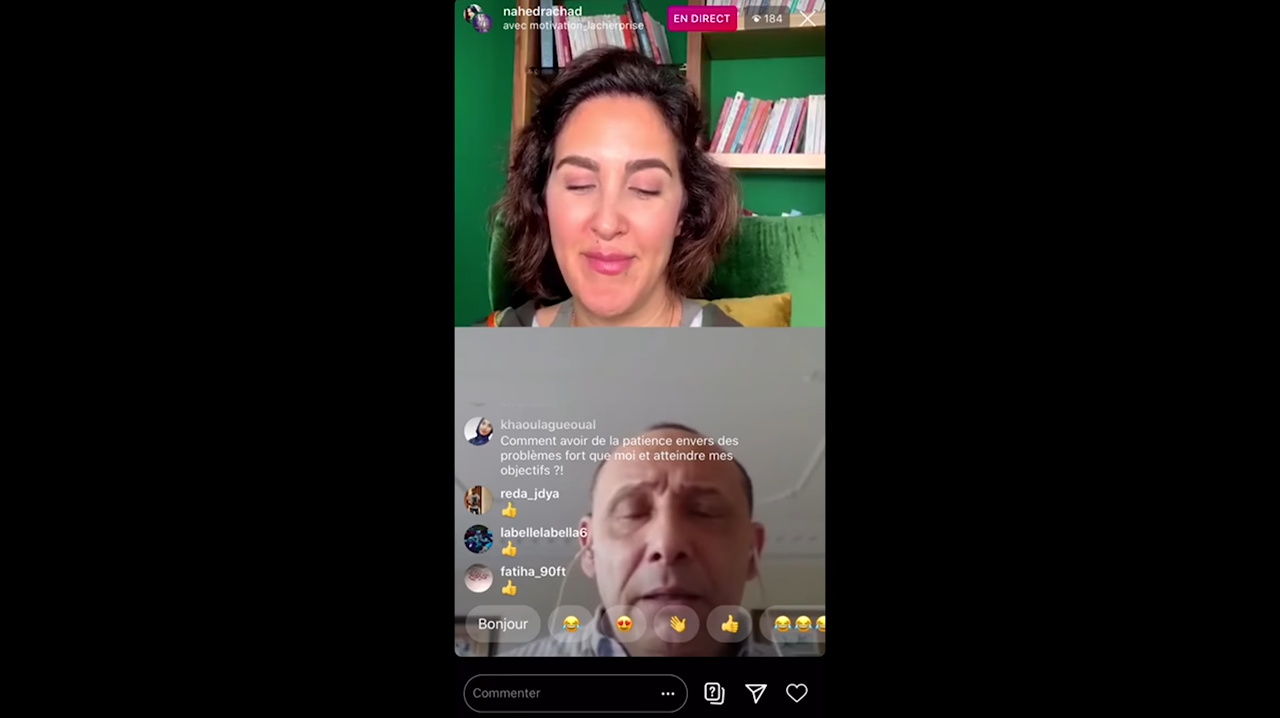 nahedrachad
avec motivation_lacherprise
EN DIRECT
184
khaoulagueoual
Comment avoir de la patience envers des
problèmes fort que moi et atteindre mes
objectifs ?!
reda_jdya
👍
labellelabella6
👍
fatiha_90ft
👍
Bonjour 😂 😍 👋 👍 😂😂😂
Commenter